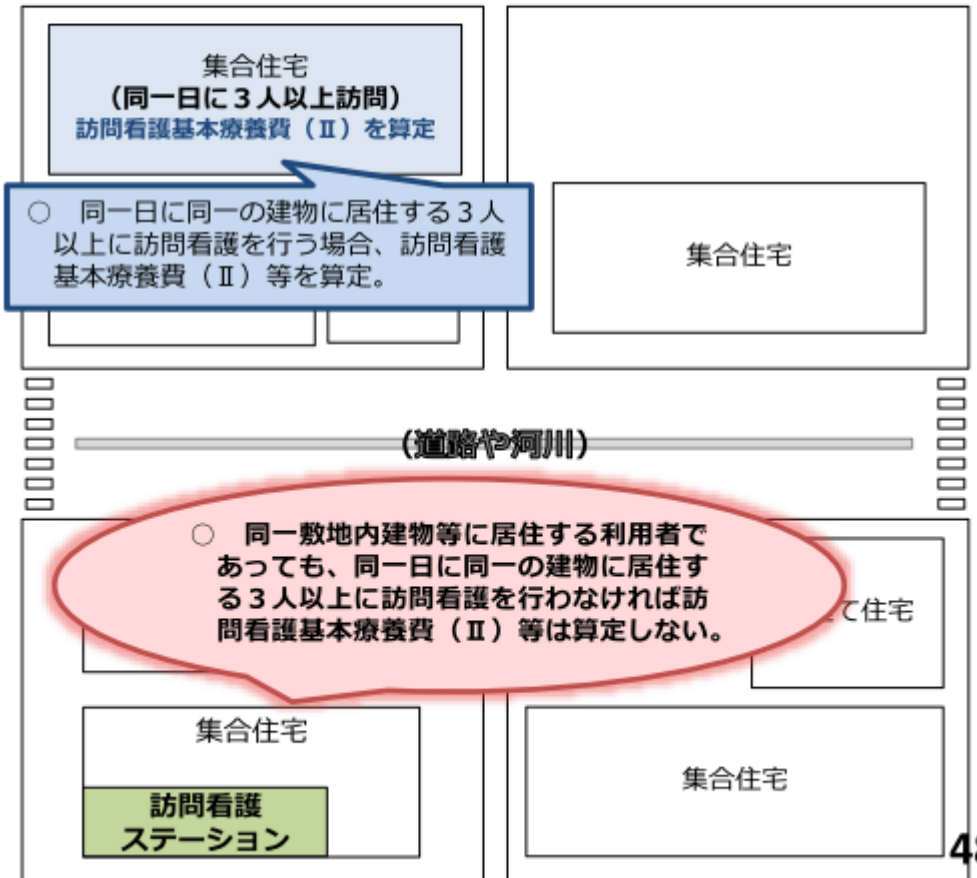 集合住宅
（同一日に３人以上訪問）
訪問看護基本療養費（Ⅱ）を算定
○　同一日に同一の建物に居住する３人
以上に訪問看護を行う場合、訪問看護
基本療養費（Ⅱ）等を算定。
集合住宅
（道路や河川）
○　同一敷地内建物等に居住する利用者で
あっても、同一日に同一の建物に居住す
る３人以上に訪問看護を行わなければ訪
問看護基本療養費（Ⅱ）等は算定しない。
て住宅
集合住宅
訪問看護
ステーション
集合住宅